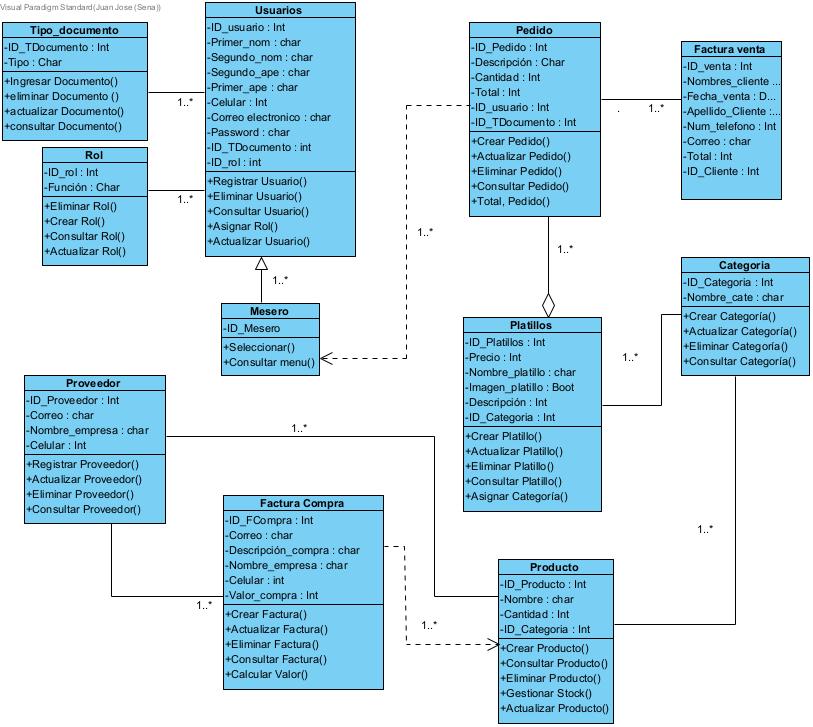 Visual Paradigm Standard(Juan Jose (Sena))
Tipo_documento
-ID_TDocumento : Int
-Tipo : Char
+Ingresar Documento()
+eliminar Documento ()
+actualizar Documento()
+consultar Documento()
1..*
Rol
-ID_rol : Int
-Función : Char
+Eliminar Rol()
+Crear Rol()
+Consultar Rol()
+Actualizar Rol()
1..*
Usuarios
-ID_usuario : Int
-Primer_nom : char
-Segundo_nom : char
-Segundo_ape : char
-Primer_ape : char
-Celular : Int
-Correo electronico : char
-Password : char
-ID_TDocumento : int
-ID_rol : int
+Registrar Usuario()
+Eliminar Usuario()
+Consultar Usuario()
+Asignar Rol()
+Actualizar Usuario()
1..*
Mesero
-ID_Mesero
+Seleccionar()
+Consultar menu()
1..*
Pedido
-ID_Pedido : Int
-Descripción : Char
-Cantidad : Int
-Total : Int
-ID_usuario : Int
-ID_TDocumento : Int
+Crear Pedido()
+Actualizar Pedido()
+Eliminar Pedido()
+Consultar Pedido()
+Total, Pedido()
. 1..*
Factura venta
-ID_venta : Int
-Nombres_cliente ...
-Fecha_venta : D...
-Apellido_Cliente :...
-Num_telefono : Int
-Correo : char
-Total : Int
-ID_Cliente : Int
1..*
Platillos
-ID_Platillos : Int
-Precio : Int
-Nombre_platillo : char
-Imagen_platillo : Boot
-Descripción : Int
-ID_Categoria : Int
+Crear Platillo()
+Actualizar Platillo()
+Eliminar Platillo()
+Consultar Platillo()
+Asignar Categoría()
1..*
Categoria
-ID_Categoria : Int
-Nombre_cate : char
+Crear Categoría()
+Actualizar Categoría()
+Eliminar Categoría()
+Consultar Categoría()
1..*
Proveedor
-ID_Proveedor : Int
-Correo : char
-Nombre_empresa : char
-Celular : Int
+Registrar Proveedor()
+Actualizar Proveedor()
+Eliminar Proveedor()
+Consultar Proveedor()
1..*
1..*
Factura Compra
-ID_FCompra : Int
-Correo : char
-Descripción_compra : char
-Nombre_empresa : char
-Celular : int
-Valor_compra : Int
+Crear Factura()
+Actualizar Factura()
+Eliminar Factura()
+Consultar Factura()
+Calcular Valor()
1..*
Producto
-ID_Producto : Int
-Nombre : char
-Cantidad : Int
-ID_Categoria : Int
+Crear Producto()
+Consultar Producto()
+Eliminar Producto()
+Gestionar Stock()
+Actualizar Producto()